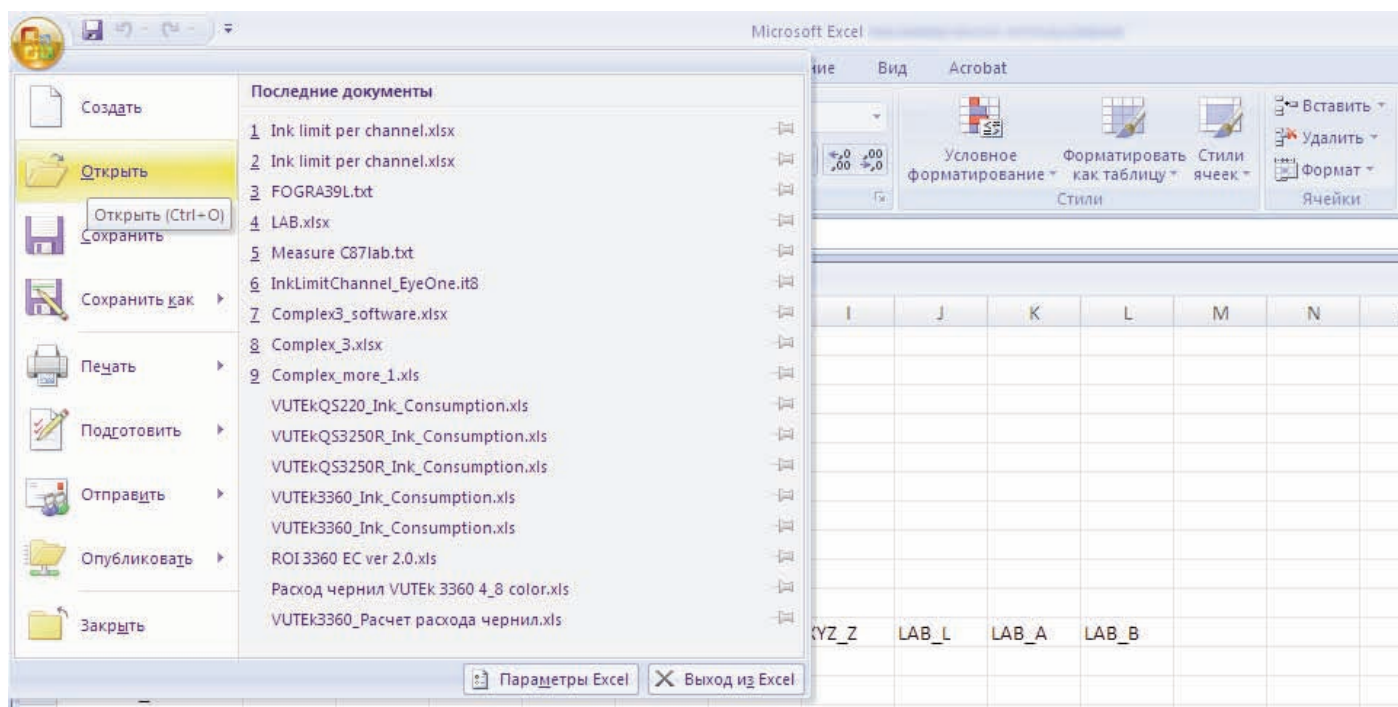 Microsoft Excel
ние Вид Acrobat
Создать
Открыть
Открыть (Ctrl+O)
Сохранить
Сохранить как
Печать
Подготовить
Отправить
Опубликовать
Закрыть
Последние документы
1 Ink limit per channel.xlsx
2 Ink limit per channel.xlsx
3 FOGRA39L.txt
4 LAB.xlsx
5 Measure C87lab.txt
6 InkLimitChannel_EyeOne.it8
7 Complex3_software.xlsx
8 Complex_3.xlsx
9 Complex_more_1.xls
VUTEkQS220_Ink_Consumption.xls
VUTEkQS3250R_Ink_Consumption.xls
VUTEkQS3250R_Ink_Consumption.xls
VUTEk3360_Ink_Consumption.xls
VUTEk3360_Ink_Consumption.xls
ROI 3360 EC ver 2.0.xls
Расход чернил VUTEk 3360 4_8 color.xls
VUTEk3360_Расчет расхода чернил.xls
Параметры Excel
Выход из Excel
,0 ,00
,00 ,0
Условное форматирование
Форматировать как таблицу
Стили ячеек
Стили
Вставить
Удалить
Формат
Ячейки
I J K L M N
XYZ_Z LAB_L LAB_A LAB_B